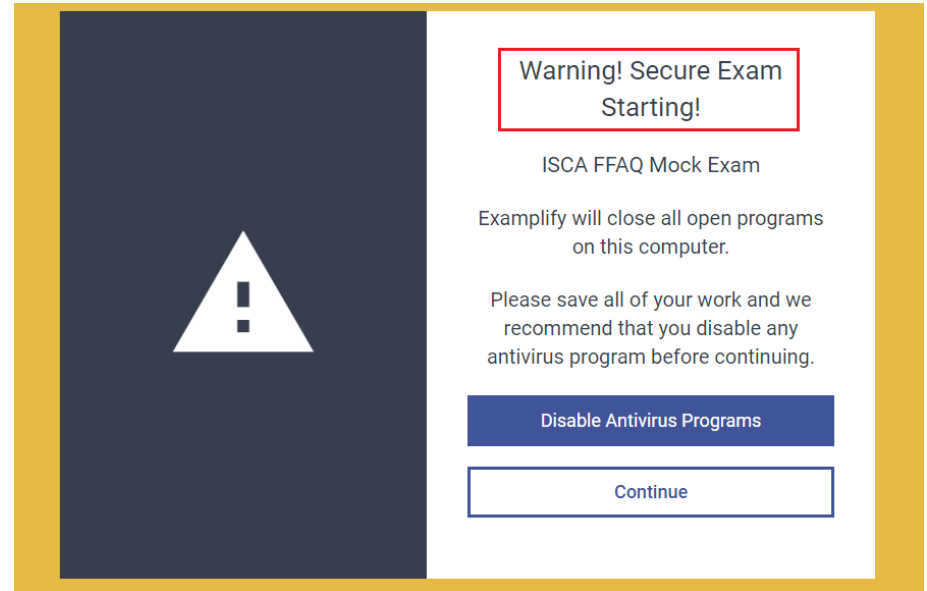 Warning! Secure Exam
Starting!
ISCA FFAQ Mock Exam
Examplify will close all open programs
on this computer.
Please save all of your work and we
recommend that you disable any
antivirus program before continuing.
Disable Antivirus Programs
Continue